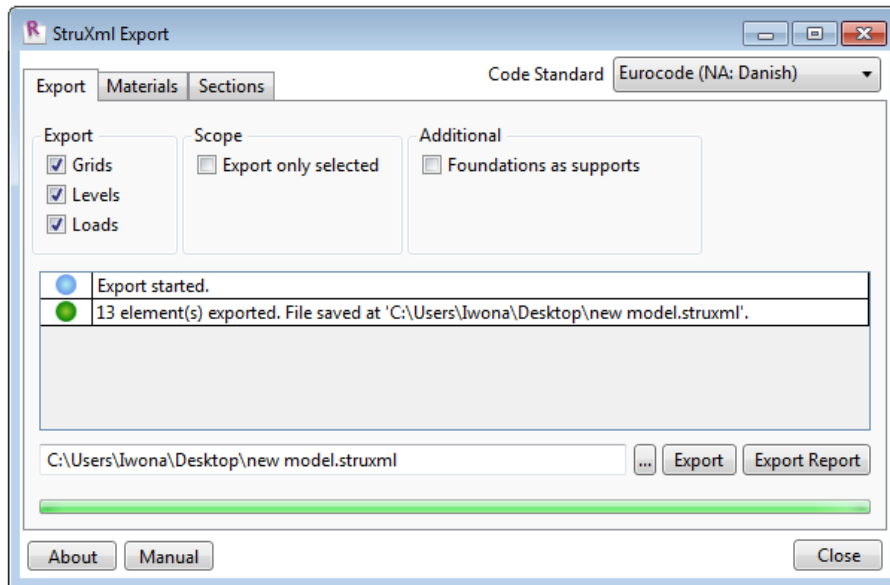 StruXml Export
Code Standard Eurocode (NA: Danish)
Export Materials Sections
Export Scope Additional
Grids Export only selected Foundations as supports
Levels
Loads
Export started.
13 element(s) exported. File saved at 'C:\Users\Iwona\Desktop\new model.struxml'.
C:\Users\Iwona\Desktop\new model.struxml ... Export Export Report
About Manual Close